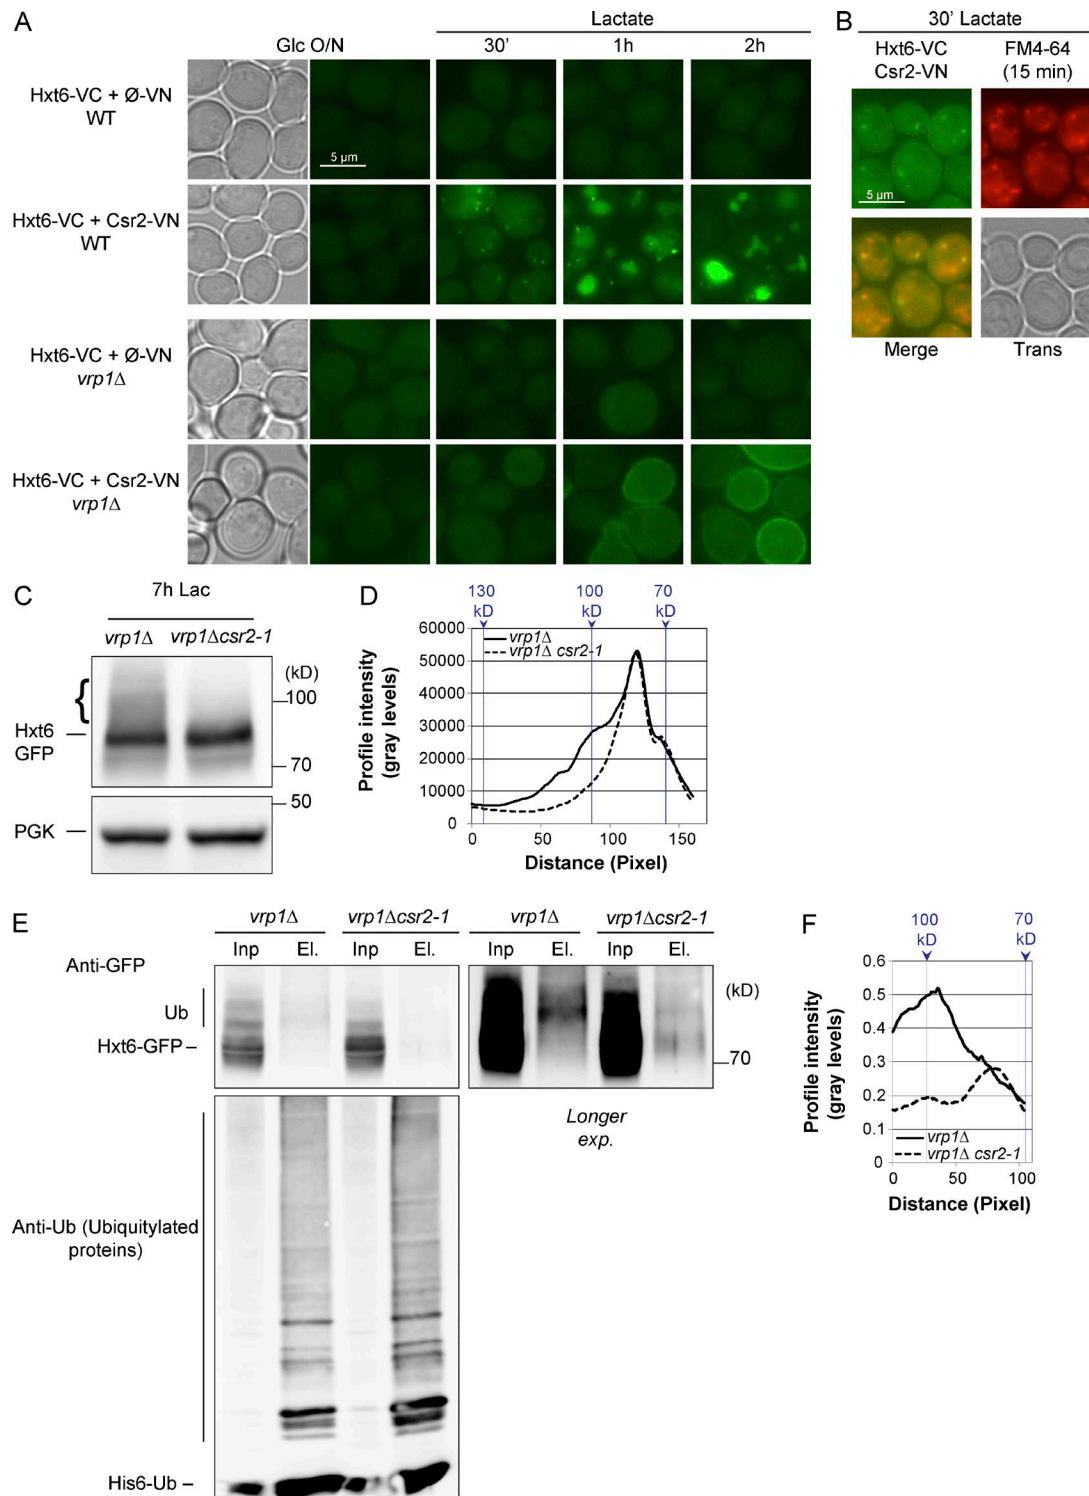 A
Lactate
Glc O/N
30'
1h
2h
Hxt6-VC + Ø-VN
WT
5 µm
Hxt6-VC + Csr2-VN
WT
Hxt6-VC + Ø-VN
vrp1Δ
Hxt6-VC + Csr2-VN
vrp1Δ
B
30' Lactate
Hxt6-VC
Csr2-VN
FM4-64
(15 min)
5 µm
Merge
Trans
C
7h Lac
vrp1Δ
vrp1Δcsr2-1
(kD)
{
100
Hxt6
GFP
70
50
PGK
D
130
kD
100
kD
70
kD
60000
50000
40000
30000
20000
10000
0
vrp1Δ
vrp1Δ csr2-1
Profile intensity
(gray levels)
0
50
100
150
Distance (Pixel)
E
vrp1Δ
vrp1Δcsr2-1
vrp1Δ
vrp1Δcsr2-1
Inp
El.
Inp
El.
Inp
El.
Inp
El.
Anti-GFP
Ub
Hxt6-GFP
(kD)
70
Longer
exp.
Anti-Ub (Ubiquitylated
proteins)
His6-Ub
F
100
kD
70
kD
0.6
0.5
0.4
0.3
0.2
0.1
0
Profile intensity
(gray levels)
vrp1Δ
vrp1Δ csr2-1
0
50
100
Distance (Pixel)